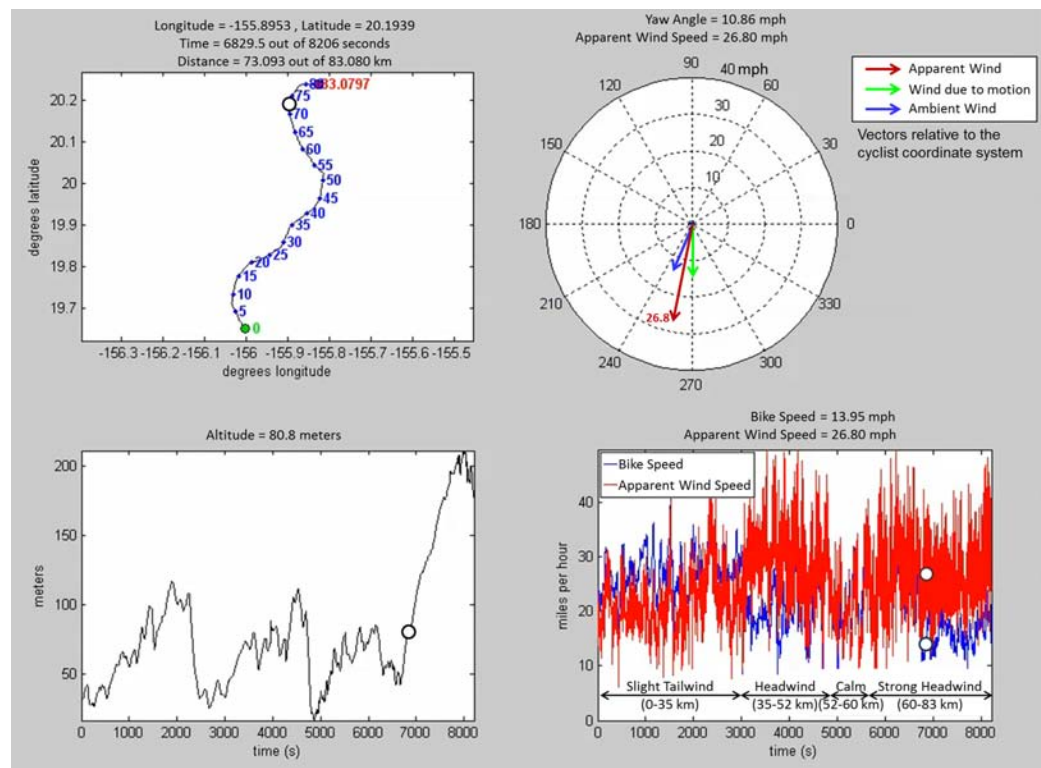 Longitude = -155.8953 , Latitude = 20.1939
Time = 6829.5 out of 8206 seconds
Distance = 73.093 out of 83.080 km
20.2
20.1
20
19.9
19.8
19.7
degrees latitude
83.0797
80
75
70
65
60
55
50
45
40
35
30
25
20
15
10
5
0
-156.3 -156.2 -156.1 -156 -155.9 -155.8 -155.7 -155.6 -155.5
degrees longitude
Yaw Angle = 10.86 mph
Apparent Wind Speed = 26.80 mph
90
40 mph
60
120
30
30
20
150
10
180
0
26.8
210
330
240
300
270
Apparent Wind
Wind due to motion
Ambient Wind
Vectors relative to the
cyclist coordinate system
Altitude = 80.8 meters
200
150
100
50
meters
0 1000 2000 3000 4000 5000 6000 7000 8000
time (s)
Bike Speed = 13.95 mph
Apparent Wind Speed = 26.80 mph
Bike Speed
Apparent Wind Speed
40
30
20
10
0
miles per hour
Slight Tailwind
(0-35 km)
Headwind
(35-52 km)
Calm
(52-60 km)
Strong Headwind
(60-83 km)
0 1000 2000 3000 4000 5000 6000 7000 8000
time (s)